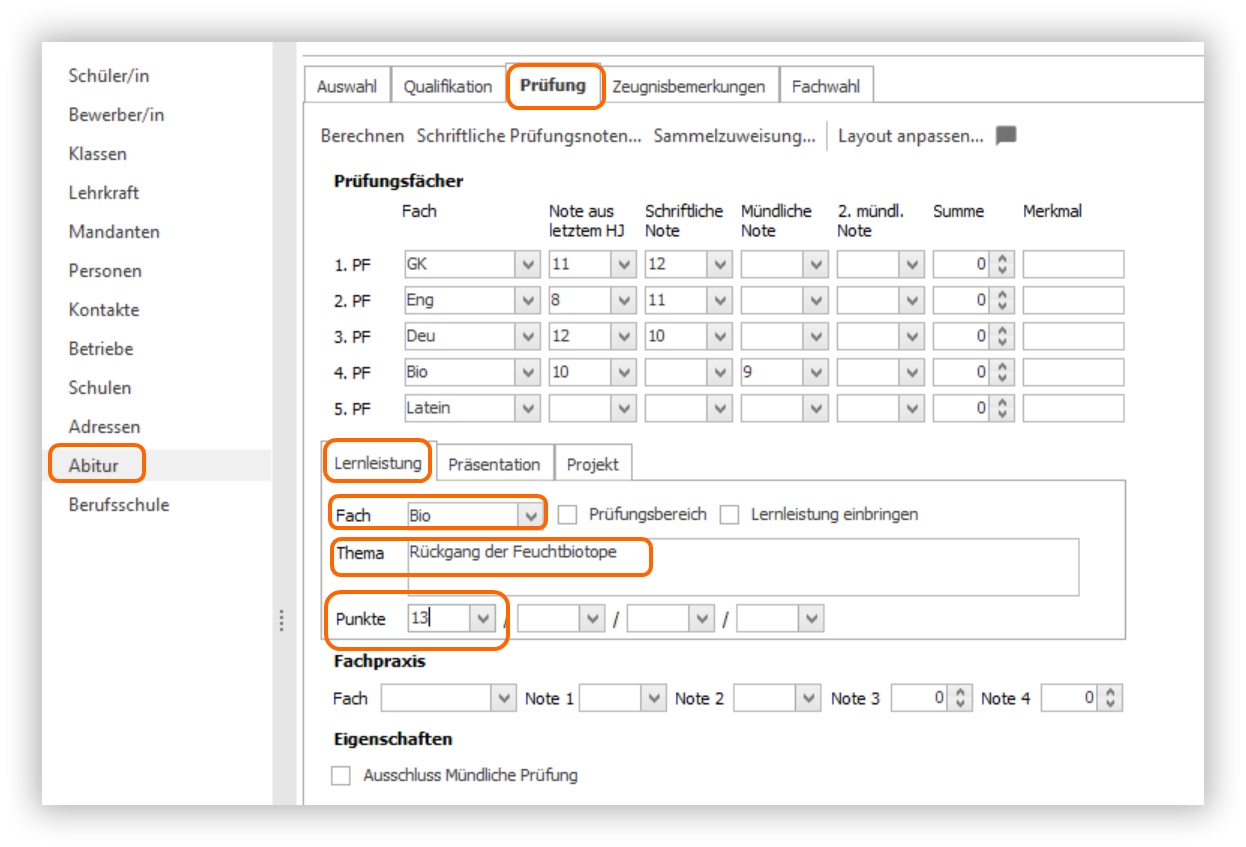 Schüler/in
Bewerber/in
Klassen
Lehrkraft
Mandanten
Personen
Kontakte
Betriebe
Schulen
Adressen
Abitur
Berufsschule
Auswahl Qualifikation Prüfung Zeugnisbemerkungen Fachwahl
Berechnen Schriftliche Prüfungsnoten... Sammelzuweisung... Layout anpassen...
Prüfungsfächer
Fach Note aus letztem HJ Schriftliche Note Mündliche Note 2. mündl. Note Summe Merkmal
1. PF GK 11 12 0
2. PF Eng 8 11 0
3. PF Deu 12 10 0
4. PF Bio 10 9 0
5. PF Latein 0
Lernleistung Präsentation Projekt
Fach Bio Prüfungsbereich Lernleistung einbringen
Thema Rückgang der Feuchtbiotope
Punkte 13 / / /
Fachpraxis
Fach Note 1 Note 2 Note 3 0 Note 4 0
Eigenschaften
Ausschluss Mündliche Prüfung